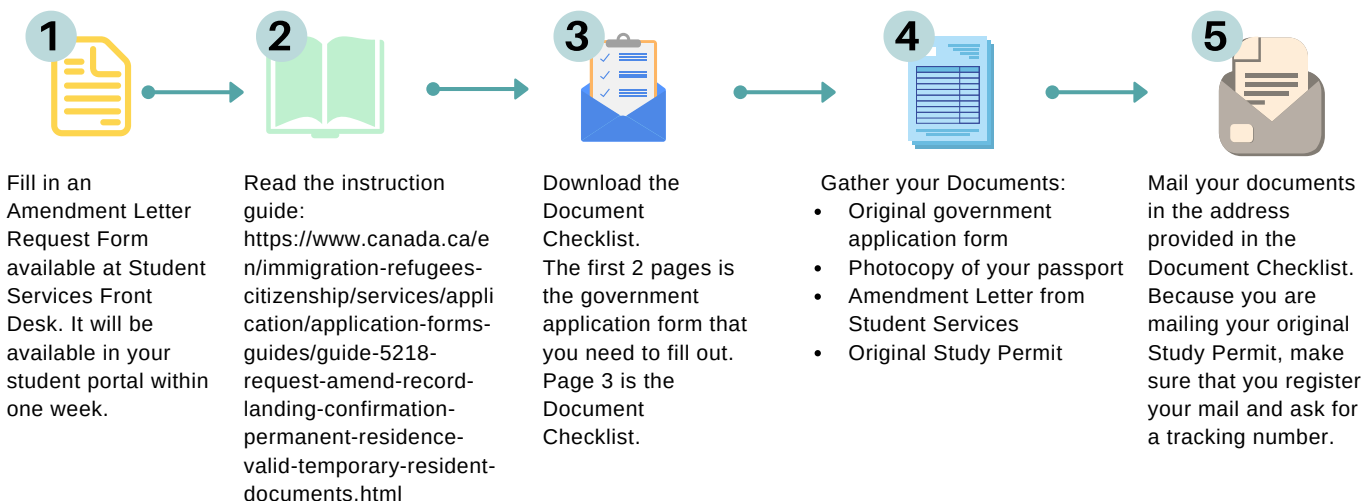 1
Fill in an
Amendment Letter
Request Form
available at Student
Services Front
Desk. It will be
available in your
student portal within
one week.
2
Read the instruction
guide:
https://www.canada.ca/e
n/immigration-refugees-
citizenship/services/appli
cation/application-forms-
guides/guide-5218-
request-amend-record-
landing-confirmation-
permanent-residence-
valid-temporary-resident-
documents.html
3
Download the
Document
Checklist.
The first 2 pages is
the government
application form that
you need to fill out.
Page 3 is the
Document
Checklist.
4
Gather your Documents:
• Original government
application form
• Photocopy of your passport
• Amendment Letter from
Student Services
• Original Study Permit
5
Mail your documents
in the address
provided in the
Document Checklist.
Because you are
mailing your original
Study Permit, make
sure that you register
your mail and ask for
a tracking number.